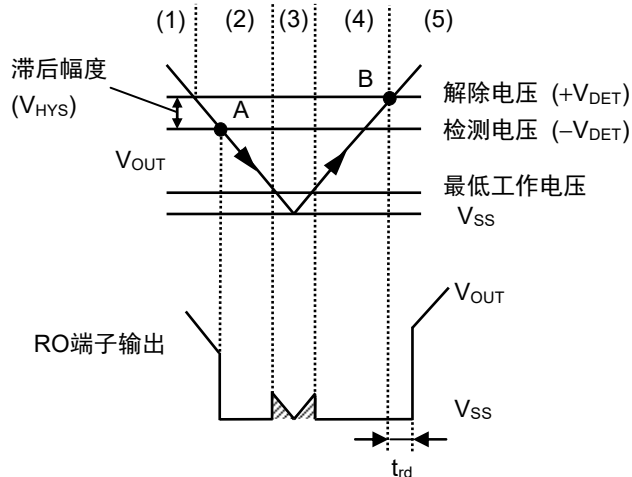 (1) (2) (3) (4) (5)
滞后幅度
(VHYS)
A
B
解除电压 (+VDET)
检测电压 (−VDET)
VOUT
最低工作电压
VSS
VOUT
RO端子输出
VSS
trd